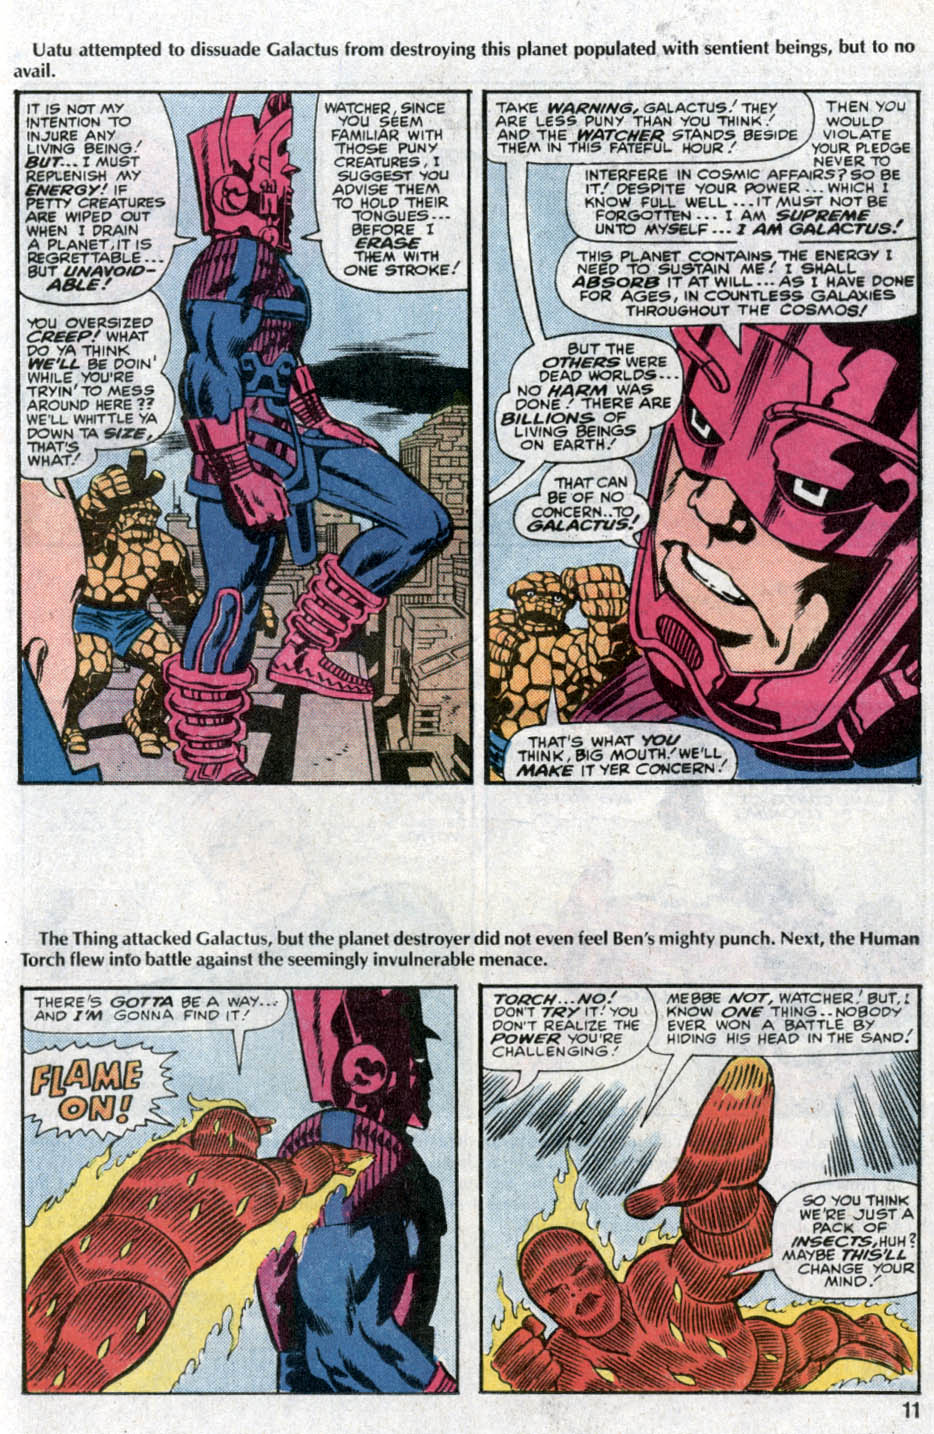 Uatu attempted to dissuade Galactus from destroying this planet populated with sentient beings, but to no
avail.
IT IS NOT MY
INTENTION TO
INJURE ANY
LIVING BEING!
BUT... I MUST
REPLENISH MY
ENERGY! IF
PETTY CREATURES
ARE WIPED OUT
WHEN I DRAIN
A PLANET, IT IS
REGRETTABLE...
BUT UNAVOID-
ABLE!
WATCHER, SINCE
YOU SEEM
FAMILIAR WITH
THOSE PUNY
CREATURES, I
SUGGEST YOU
ADVISE THEM
TO HOLD THEIR
TONGUES...
BEFORE I
ERASE
THEM WITH
ONE STROKE!
YOU OVERSIZED
CREEP! WHAT
DO YA THINK
WE'LL BE DOIN'
WHILE YOU'RE
TRYIN' TO MESS
AROUND HERE??
WE'LL WHITTLE YA
DOWN TA SIZE,
THAT'S
WHAT!
TAKE WARNING, GALACTUS! THEY
ARE LESS PUNY THAN YOU THINK!
AND THE WATCHER STANDS BESIDE
THEM IN THIS FATEFUL HOUR!
THEN YOU
WOULD
VIOLATE
YOUR PLEDGE
NEVER TO
INTERFERE IN COSMIC AFFAIRS? SO BE
IT! DESPITE YOUR POWER... WHICH I
KNOW FULL WELL...IT MUST NOT BE
FORGOTTEN... I AM SUPREME
UNTO MYSELF... I AM GALACTUS!
THIS PLANET CONTAINS THE ENERGY I
NEED TO SUSTAIN ME! I SHALL
ABSORB IT AT WILL... AS I HAVE DONE
FOR AGES, IN COUNTLESS GALAXIES
THROUGHOUT THE COSMOS!
BUT THE
OTHERS WERE
DEAD WORLDS...
NO HARM WAS
DONE! THERE ARE
BILLIONS OF
LIVING BEINGS
ON EARTH!
THAT CAN
BE OF NO
CONCERN..TO
GALACTUS!
THAT'S WHAT YOU
THINK, BIG MOUTH! WE'LL
MAKE IT YER CONCERN!
The Thing attacked Galactus, but the planet destroyer did not even feel Ben's mighty punch. Next, the Human
Torch flew into battle against the seemingly invulnerable menace.
THERE'S GOTTA BE A WAY...
AND I'M GONNA FIND IT!
FLAME
ON!
TORCH...NO!
DON'T TRY IT! YOU
DON'T REALIZE THE
POWER YOU'RE
CHALLENGING!
MEBBE NOT, WATCHER! BUT, I
KNOW ONE THING..NOBODY
EVER WON A BATTLE BY
HIDING HIS HEAD IN THE SAND!
SO YOU THINK
WE'RE JUST A
PACK OF
INSECTS, HUH?
MAYBE THIS'LL
CHANGE YOUR
MIND!
11